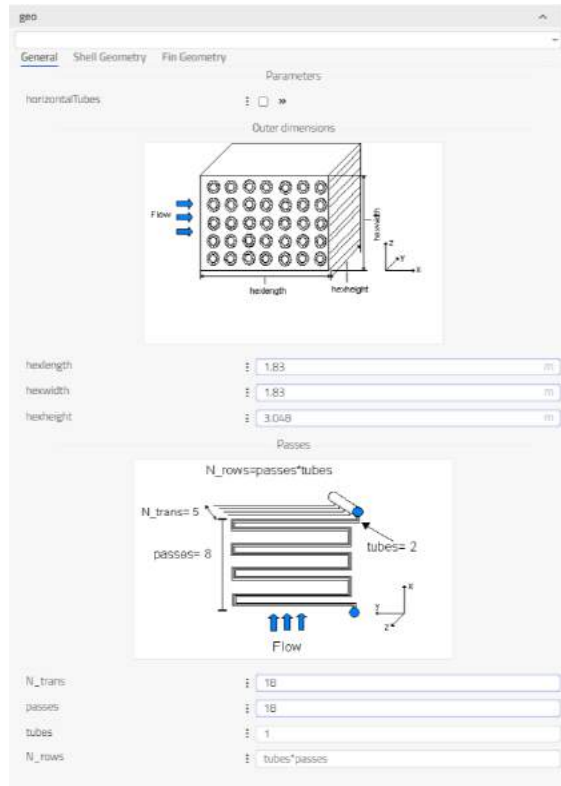 geo
General Shell Geometry Fin Geometry
Parameters
horizontalTubes
Outer dimensions
Flow
hexwidth
hexlength
hexheight
z
Y
X
hexlength 1.83 m
hexwidth 1.83 m
hexheight 3.048 m
Passes
N_rows=passes*tubes
N_trans= 5
tubes= 2
passes= 8
x
Y
z
Flow
N_trans 18
passes 18
tubes 1
N_rows tubes*passes